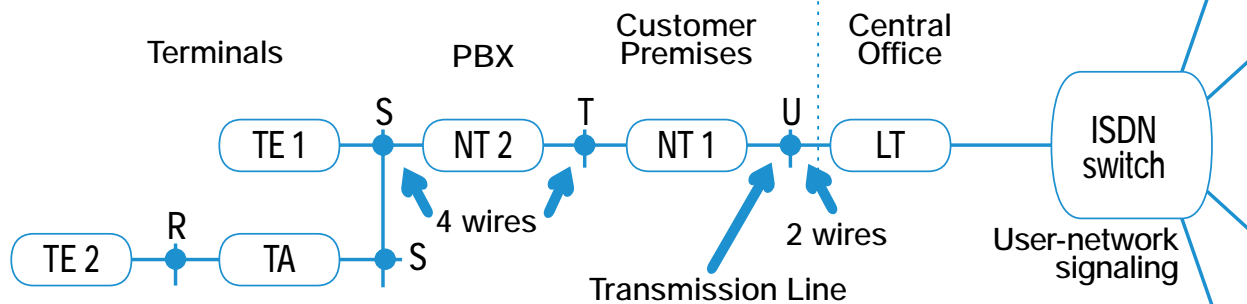 Terminals
PBX
Customer
Premises
Central
Office
S
T
U
TE 1
NT 2
NT 1
LT
ISDN
switch
4 wires
2 wires
R
TE 2
TA
S
User-network
signaling
Transmission Line